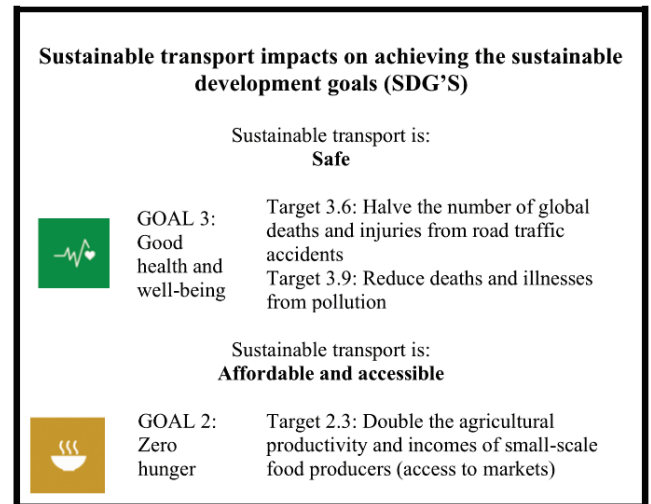 Sustainable transport impacts on achieving the sustainable
development goals (SDG'S)
Sustainable transport is:
Safe
GOAL 3:
Good
health and
well-being
Target 3.6: Halve the number of global
deaths and injuries from road traffic
accidents
Target 3.9: Reduce deaths and illnesses
from pollution
Sustainable transport is:
Affordable and accessible
GOAL 2:
Zero
hunger
Target 2.3: Double the agricultural
productivity and incomes of small-scale
food producers (access to markets)